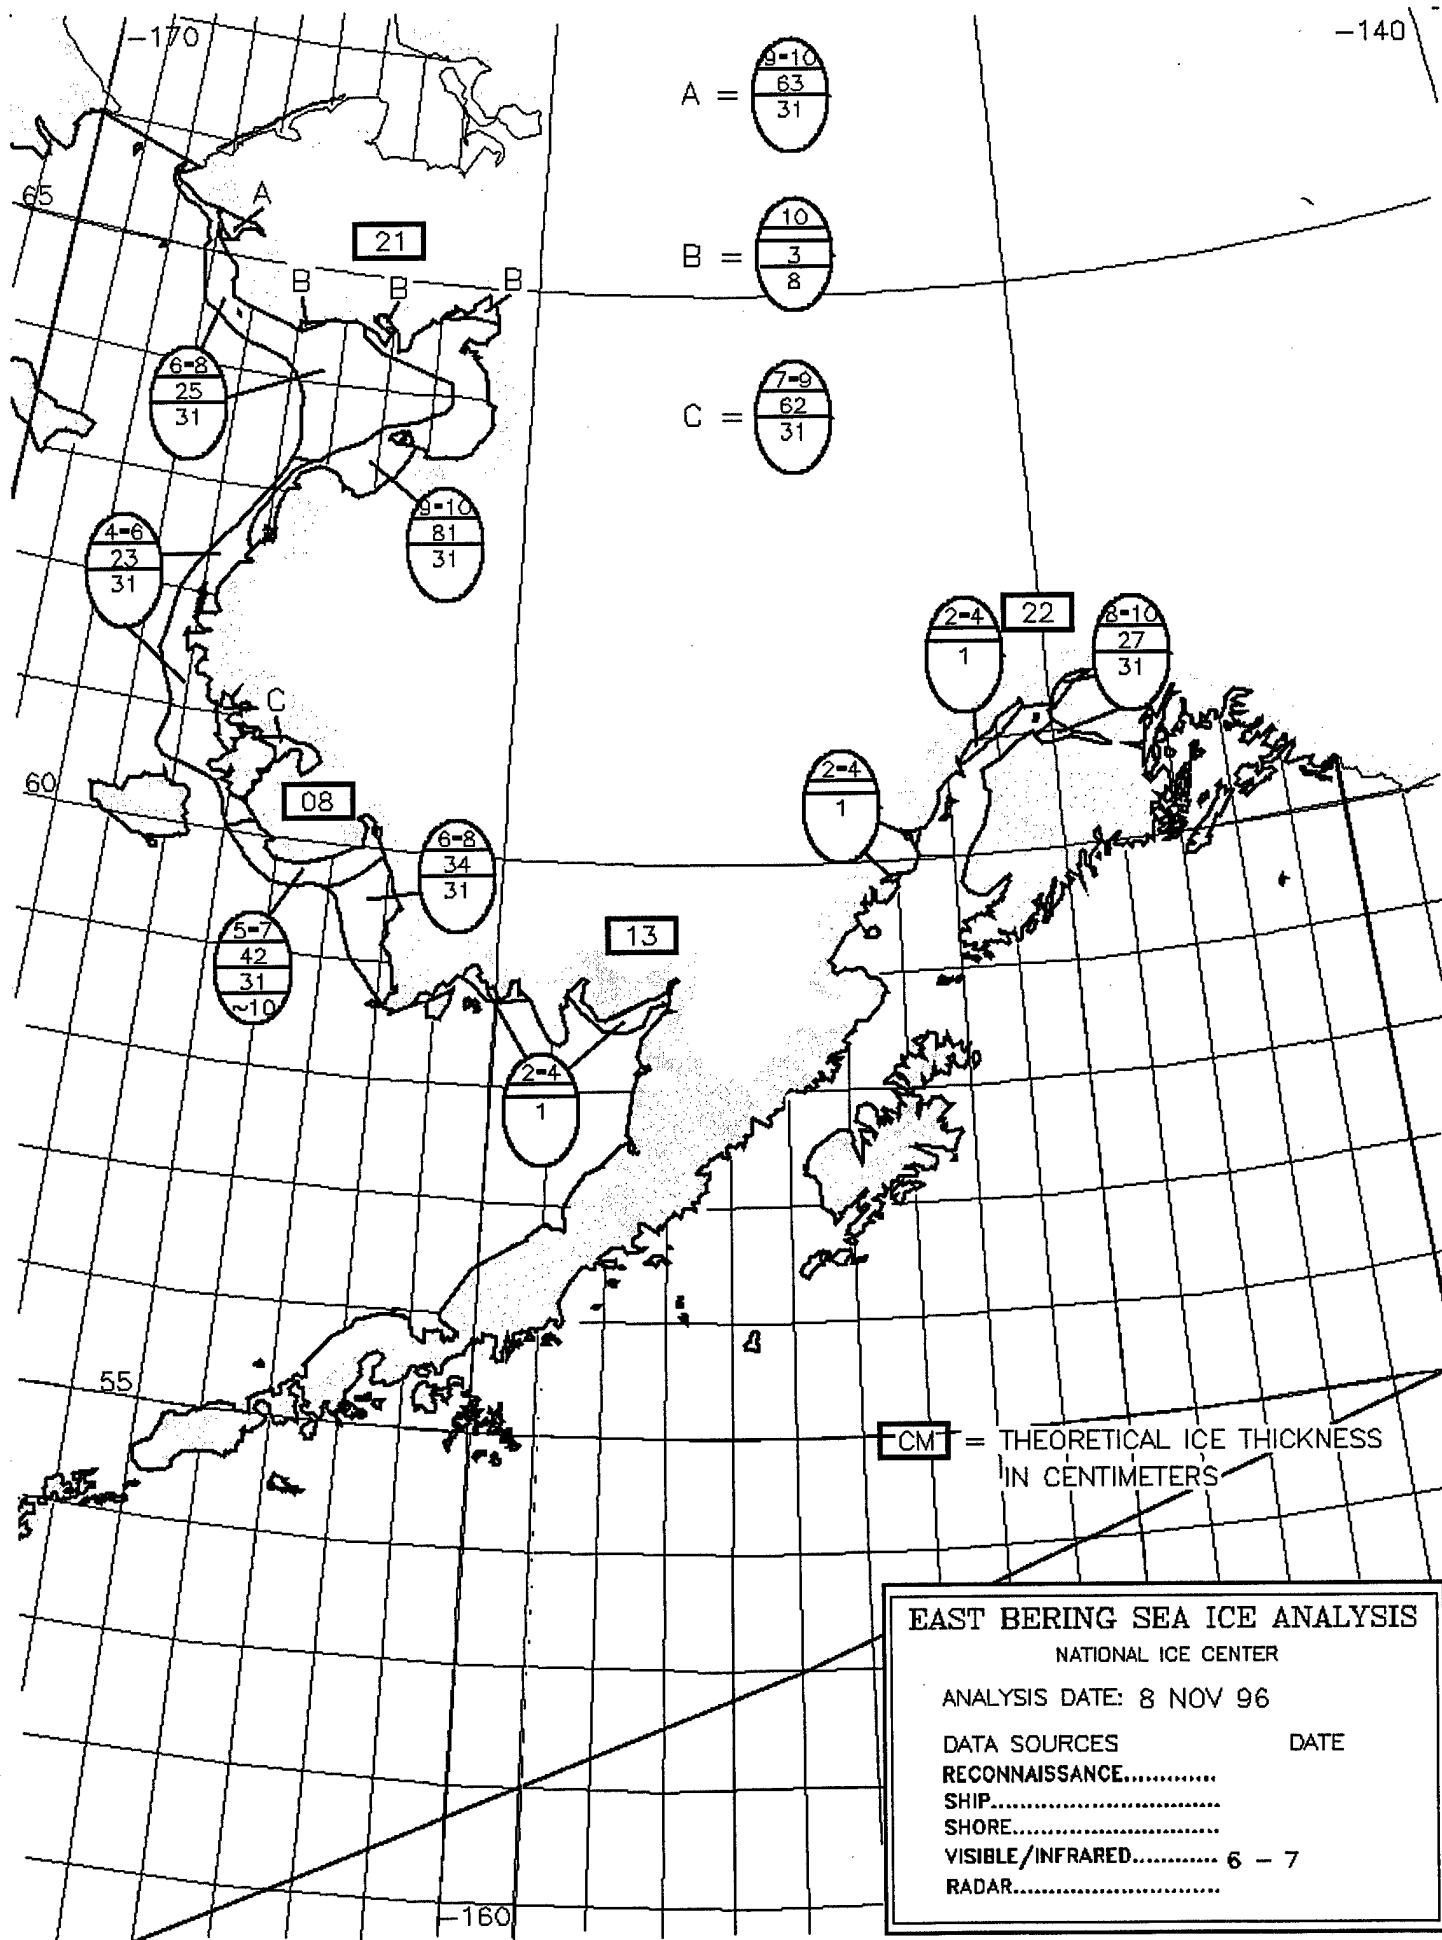 -170
-140
A =
9-10
63
31
65
A
21
B =
10
3
8
B
B
B
6-8
25
31
C =
7-9
62
31
9-10
81
31
4-6
23
31
2-4
1
22
8-10
27
31
C
60
08
2-4
1
6-8
34
31
13
5-7
42
31
~10
2-4
1
55
CM = THEORETICAL ICE THICKNESS
IN CENTIMETERS
EAST BERING SEA ICE ANALYSIS
NATIONAL ICE CENTER
ANALYSIS DATE: 8 NOV 96
DATA SOURCES DATE
RECONNAISSANCE.............
SHIP................................
SHORE.............................
VISIBLE/INFRARED............ 6 - 7
RADAR.............................
-160